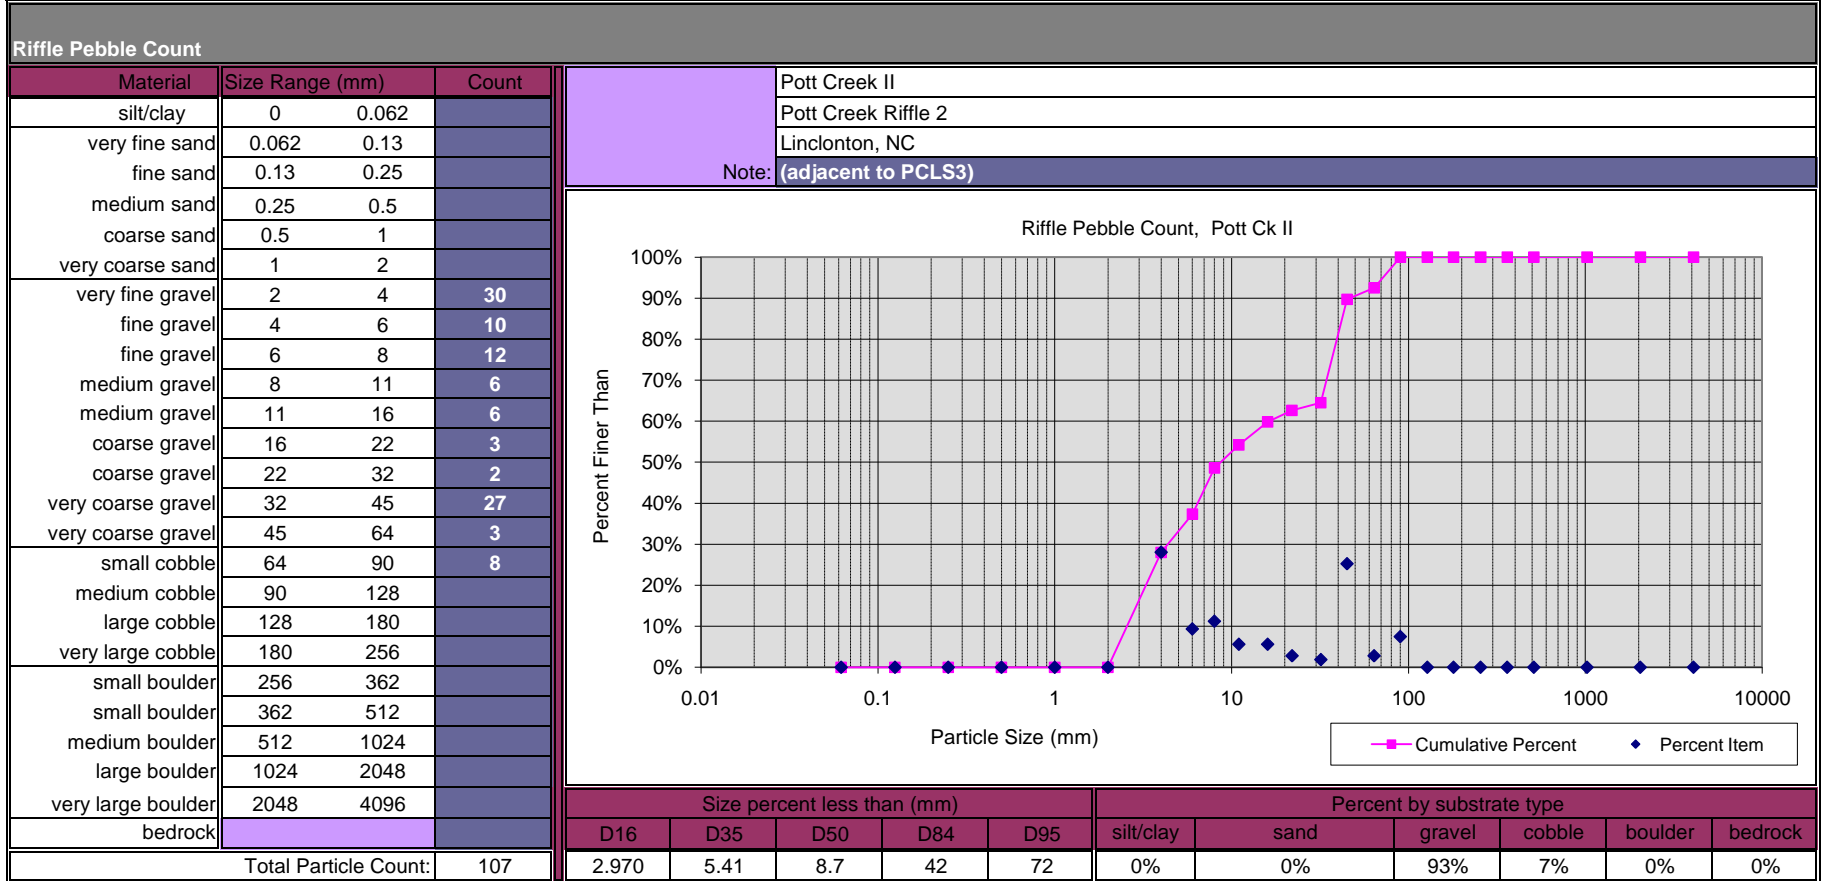 Riffle Pebble Count
Material Size Range (mm) Count
silt/clay 0 0.062
very fine sand 0.062 0.13
fine sand 0.13 0.25
medium sand 0.25 0.5
coarse sand 0.5 1
very coarse sand 1 2
very fine gravel 2 4 30
fine gravel 4 6 10
fine gravel 6 8 12
medium gravel 8 11 6
medium gravel 11 16 6
coarse gravel 16 22 3
coarse gravel 22 32 2
very coarse gravel 32 45 27
very coarse gravel 45 64 3
small cobble 64 90 8
medium cobble 90 128
large cobble 128 180
very large cobble 180 256
small boulder 256 362
small boulder 362 512
medium boulder 512 1024
large boulder 1024 2048
very large boulder 2048 4096
bedrock
Total Particle Count: 107
Pott Creek II
Pott Creek Riffle 2
Linclonton, NC
Note: (adjacent to PCLS3)
Riffle Pebble Count, Pott Ck II
Percent Finer Than
100%
90%
80%
70%
60%
50%
40%
30%
20%
10%
0%
0.01 0.1 1 10 100 1000 10000
Particle Size (mm)
Cumulative Percent Percent Item
Size percent less than (mm) Percent by substrate type
D16 D35 D50 D84 D95 silt/clay sand gravel cobble boulder bedrock
2.970 5.41 8.7 42 72 0% 0% 93% 7% 0% 0%